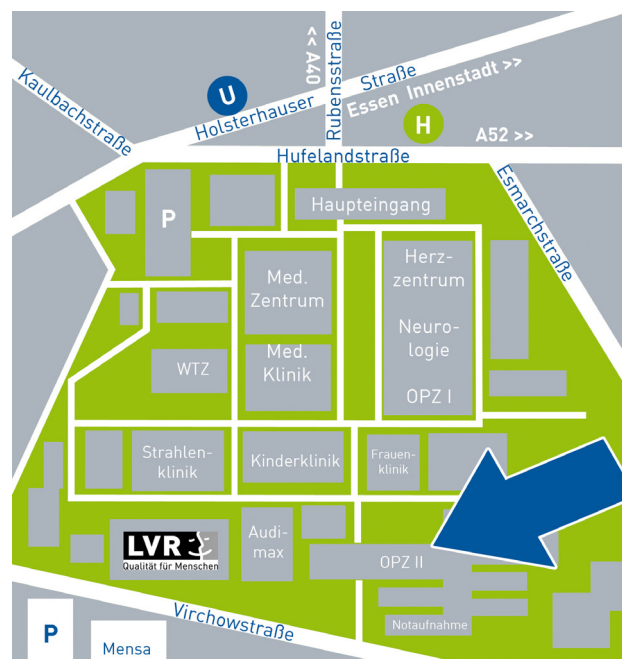 << A40
Rubensstraße
Kaulbachstraße
U
Holsterhauser Straße
Essen Innenstadt >>
H
A52 >>
Hufelandstraße
Esmarchstraße
P
Haupteingang
Med.
Zentrum
Herz-
zentrum
Neuro-
logie
OPZ I
Med.
Klinik
WTZ
Strahlen-
klinik
Kinderklinik
Frauen-
klinik
LVR
Qualität für Menschen
Audi-
max
OPZ II
Notaufnahme
Virchowstraße
P
Mensa